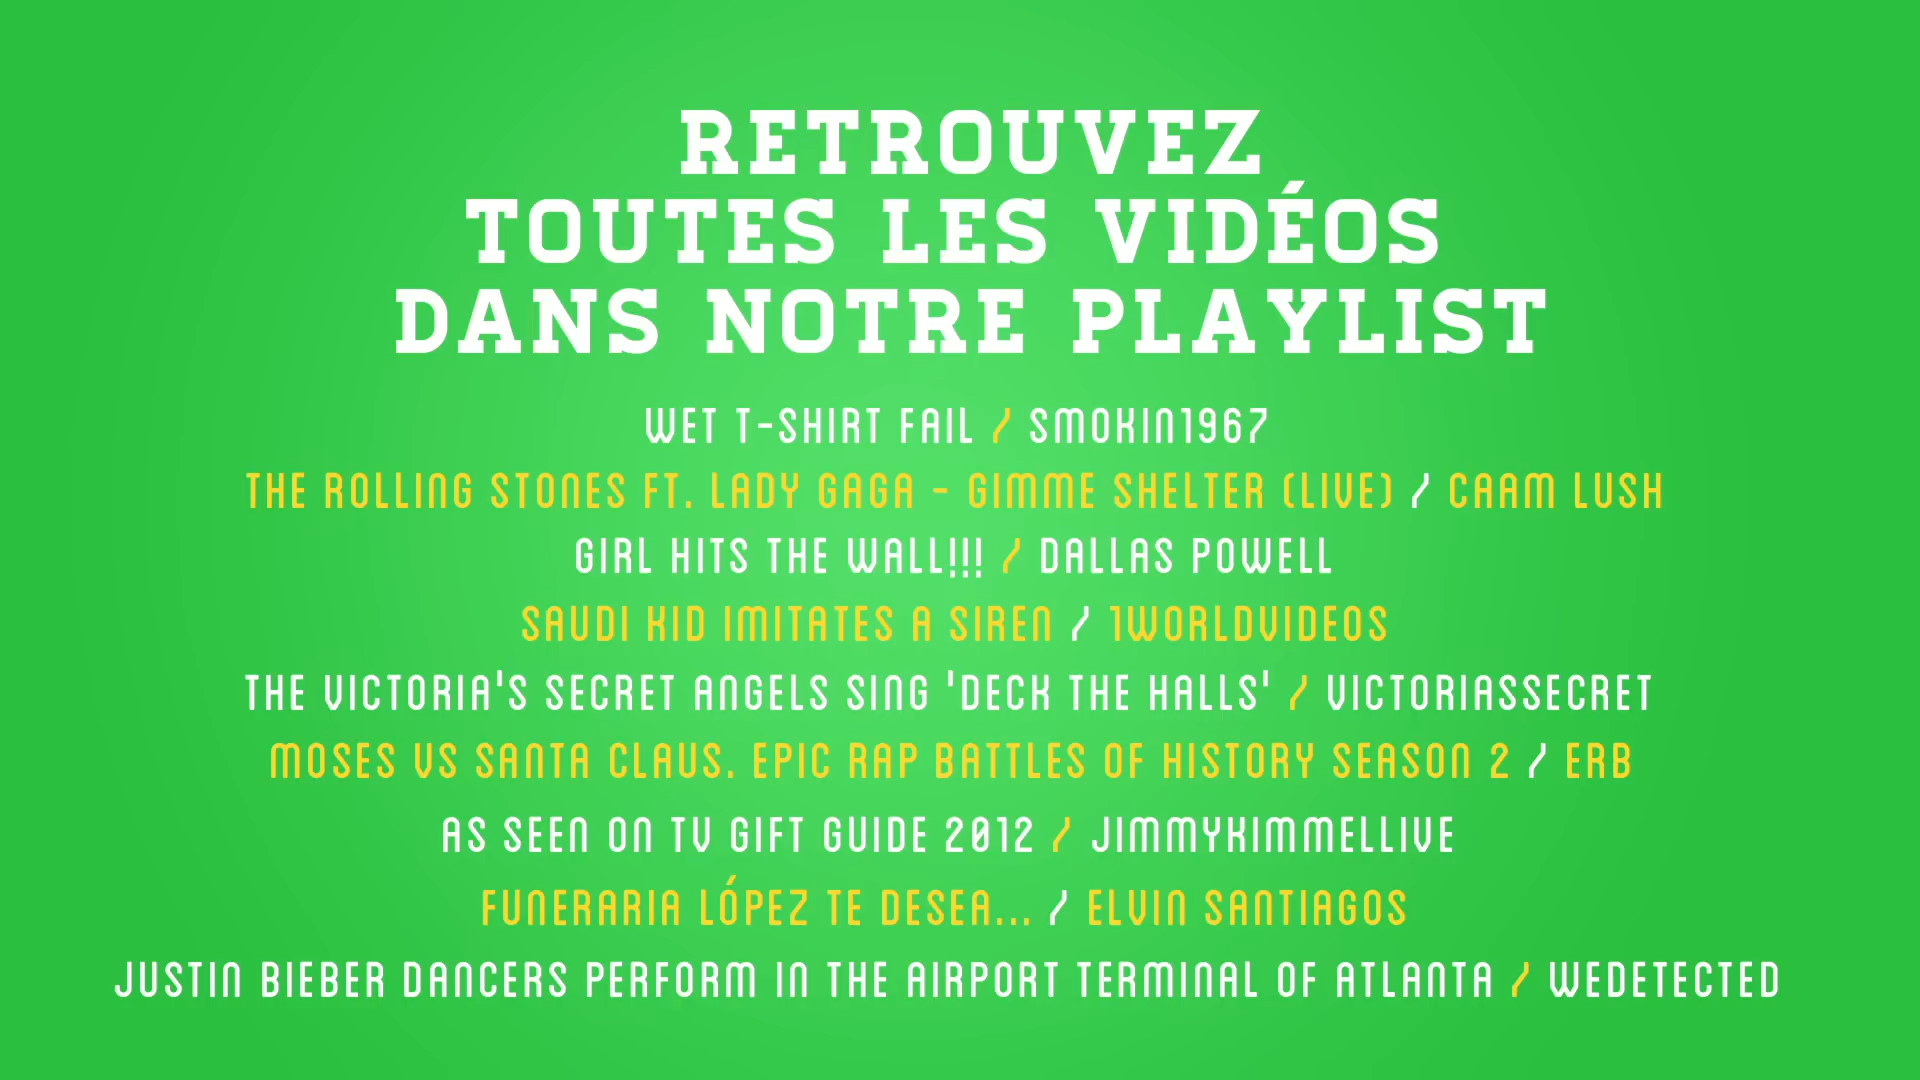 RETROUVEZ
TOUTES LES VIDÉOS
DANS NOTRE PLAYLIST
WET T-SHIRT FAIL / SMOKIN1967
THE ROLLING STONES FT. LADY GAGA - GIMME SHELTER (LIVE) / CAAM LUSH
GIRL HITS THE WALL!!! / DALLAS POWELL
SAUDI KID IMITATES A SIREN / 1WORLDVIDEOS
THE VICTORIA'S SECRET ANGELS SING 'DECK THE HALLS' / VICTORIASSECRET
MOSES VS SANTA CLAUS. EPIC RAP BATTLES OF HISTORY SEASON 2 / ERB
AS SEEN ON TV GIFT GUIDE 2012 / JIMMYKIMMELLIVE
FUNERARIA LÓPEZ TE DESEA... / ELVIN SANTIAGOS
JUSTIN BIEBER DANCERS PERFORM IN THE AIRPORT TERMINAL OF ATLANTA / WEDETECTED